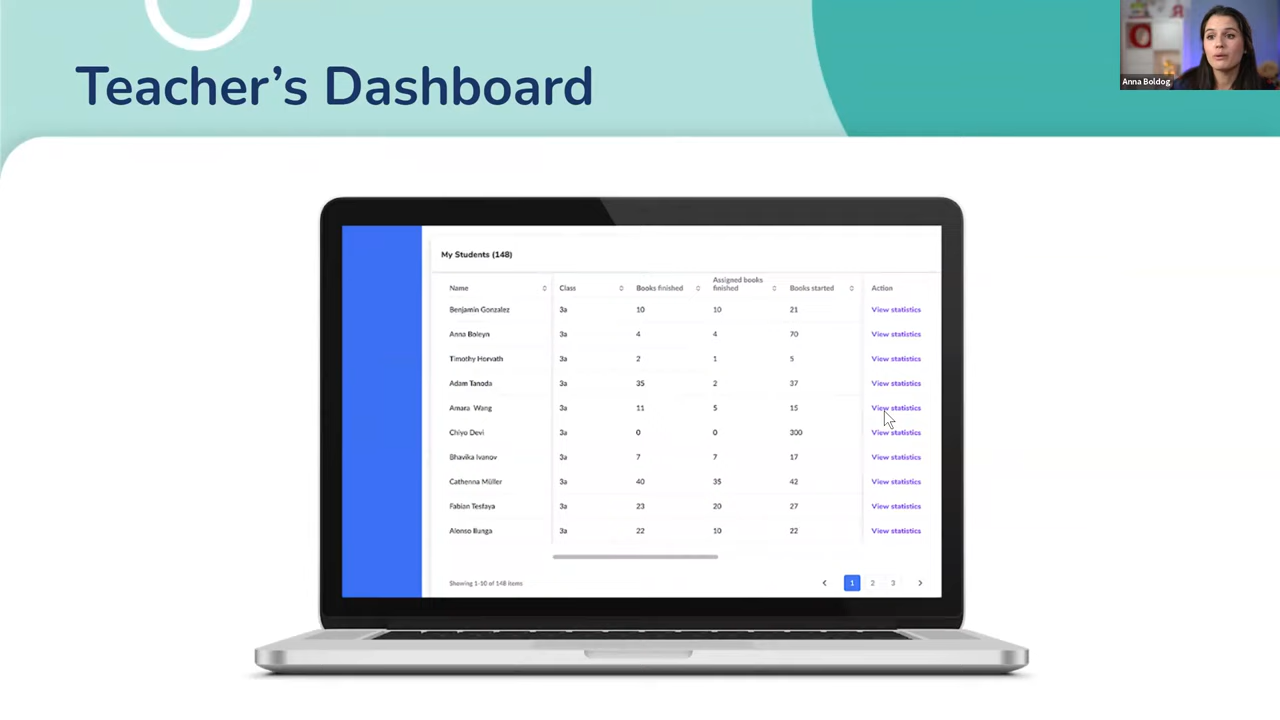 Teacher's Dashboard
Anna Boldog
My Students (148)
Name Class Books finished Assigned books finished Books started Action
Benjamin Gonzalez 3a 10 10 21 View statistics
Anna Boleyn 3a 4 4 70 View statistics
Timothy Horvath 3a 2 1 5 View statistics
Adam Tanoda 3a 35 2 37 View statistics
Amara Wang 3a 11 5 15 View statistics
Chiyo Devi 3a 0 0 300 View statistics
Bhavika Ivanov 3a 7 7 17 View statistics
Cathenna Müller 3a 40 35 42 View statistics
Fabian Tesfaya 3a 23 20 27 View statistics
Alonso Ilunga 3a 22 10 22 View statistics
Showing 1-10 of 148 items 1 2 3